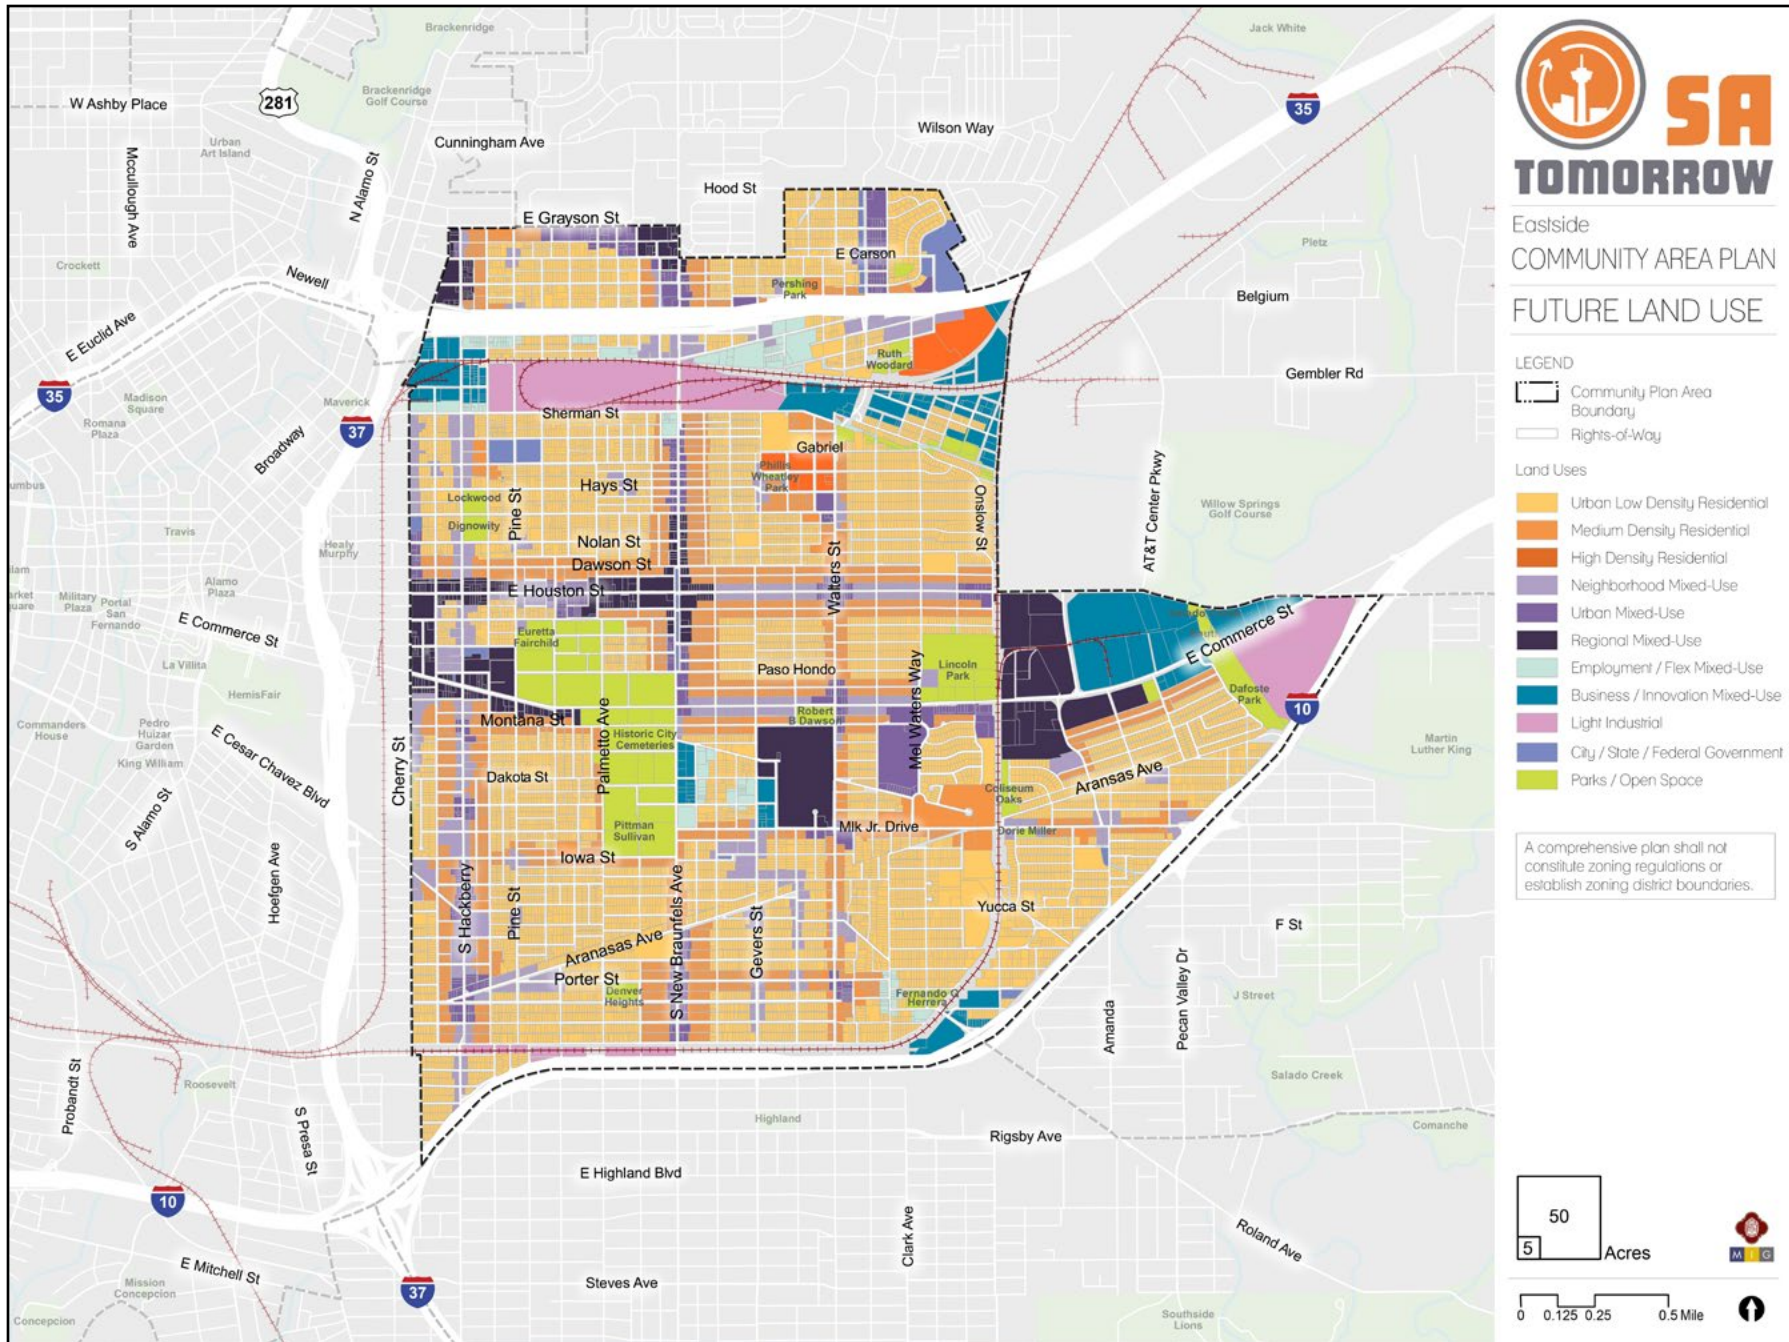 Brackenridge
Jack White
W Ashby Place
281
Brackenridge
Golf Course
35
Urban
Art Island
Cunningham Ave
Wilson Way
Mccullough Ave
N Alamo St
Hood St
E Grayson St
Crockett
Newell
E Carson
Pletz
Pershing
Park
Belgium
E Euclid Ave
Ruth
Woodard
Gembler Rd
35
Madison
Square
Maverick
Romana
Plaza
37
Sherman St
Broadway
Gabriel
Phillis
Wheatley
Park
Hays St
Pine St
Lockwood
Dignowity
Onslow St
AT&T Center Pkwy
Willow Springs
Golf Course
Travis
Healy
Murphy
Nolan St
Dawson St
Walters St
Alamo
Plaza
E Houston St
Military
Plaza
Portal
San
Fernando
E Commerce St
E Commerce St
Euretta
Fairchild
La Villita
Paso Hondo
Lincoln
Park
HemisFair
Mel Waters Way
Dafoste
Park
10
Commanders
House
Pedro
Huizar
Garden
Montana St
Palmetto Ave
Robert
B Dawson
Historic City
Cemeteries
Martin
Luther King
King William
E Cesar Chavez Blvd
Cherry St
Dakota St
Aransas Ave
Coliseum
Oaks
S Alamo St
Pittman
Sullivan
Mlk Jr. Drive
Dorie Miller
Iowa St
Hoefgen Ave
S Hackberry
Pine St
S New Braunfels Ave
Gevers St
Yucca St
F St
Aranasas Ave
Porter St
Denver
Heights
Fernando G
Herrera
Pecan Valley Dr
J Street
Amanda
Probandt St
Roosevelt
Salado Creek
S Presa St
Highland
Rigsby Ave
Comanche
E Highland Blvd
10
Clark Ave
Roland Ave
E Mitchell St
Mission
Concepcion
37
Steves Ave
Concepcion
Southside
Lions
SA
TOMORROW
Eastside
COMMUNITY AREA PLAN
FUTURE LAND USE
LEGEND
Community Plan Area
Boundary
Rights-of-Way
Land Uses
Urban Low Density Residential
Medium Density Residential
High Density Residential
Neighborhood Mixed-Use
Urban Mixed-Use
Regional Mixed-Use
Employment / Flex Mixed-Use
Business / Innovation Mixed-Use
Light Industrial
City / State / Federal Government
Parks / Open Space
A comprehensive plan shall not
constitute zoning regulations or
establish zoning district boundaries.
50
5
Acres
M I G
0 0.125 0.25 0.5 Mile